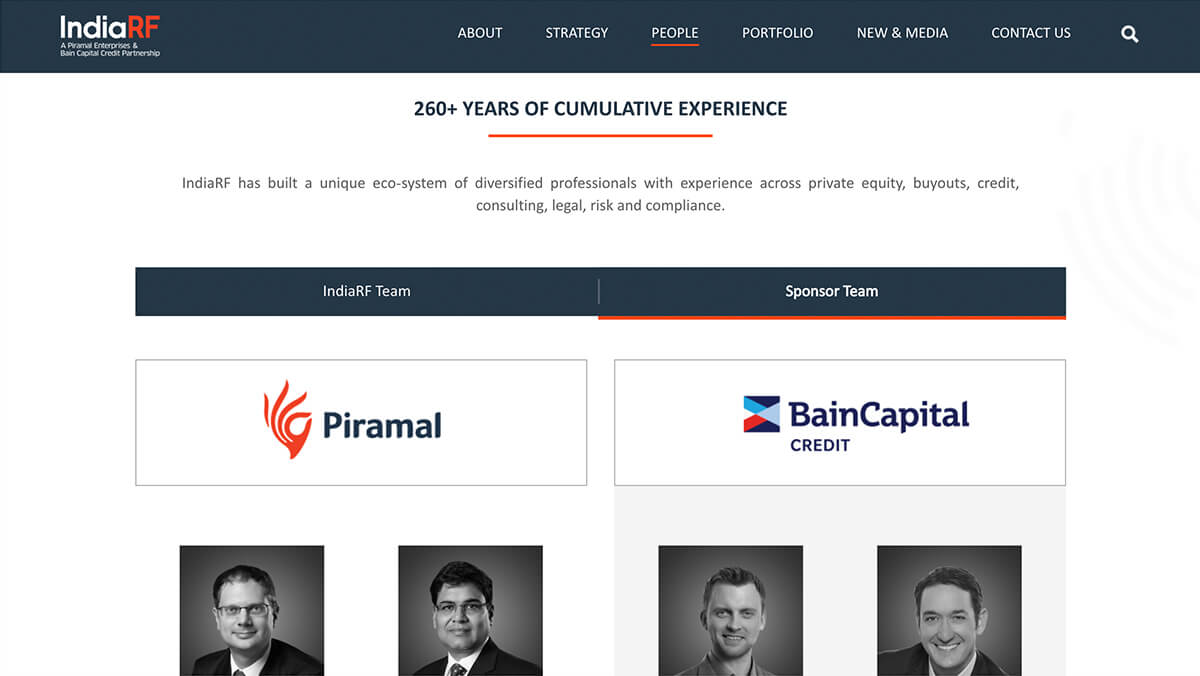 IndiaRF
A Piramal Enterprises &
Bain Capital Credit Partnership
ABOUT STRATEGY PEOPLE PORTFOLIO NEW & MEDIA CONTACT US
260+ YEARS OF CUMULATIVE EXPERIENCE
IndiaRF has built a unique eco-system of diversified professionals with experience across private equity, buyouts, credit,
consulting, legal, risk and compliance.
IndiaRF Team Sponsor Team
Piramal
BainCapital
CREDIT